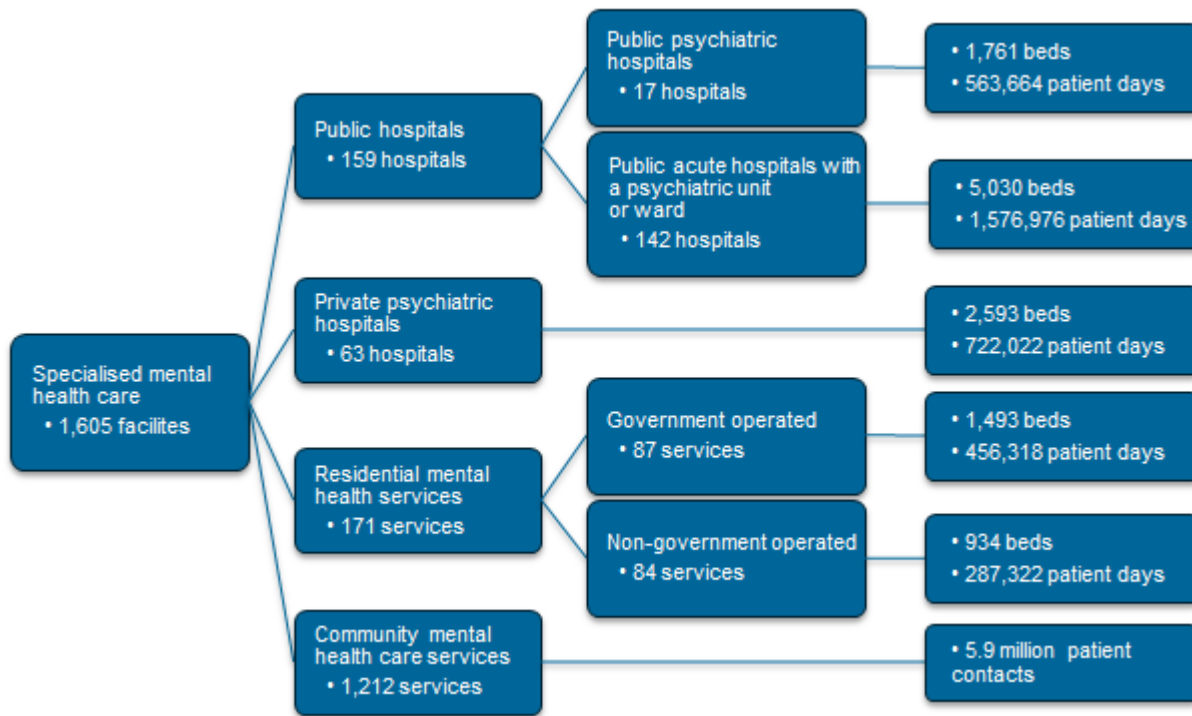 Specialised mental
health care
• 1,605 facilites
Public hospitals
• 159 hospitals
Public psychiatric
hospitals
• 17 hospitals
• 1,761 beds
• 563,664 patient days
Public acute hospitals with
a psychiatric unit
or ward
• 142 hospitals
• 5,030 beds
• 1,576,976 patient days
Private psychiatric
hospitals
• 63 hospitals
• 2,593 beds
• 722,022 patient days
Residential mental
health services
• 171 services
Government operated
• 87 services
• 1,493 beds
• 456,318 patient days
Non-government operated
• 84 services
• 934 beds
• 287,322 patient days
Community mental
health care services
• 1,212 services
• 5.9 million patient
contacts